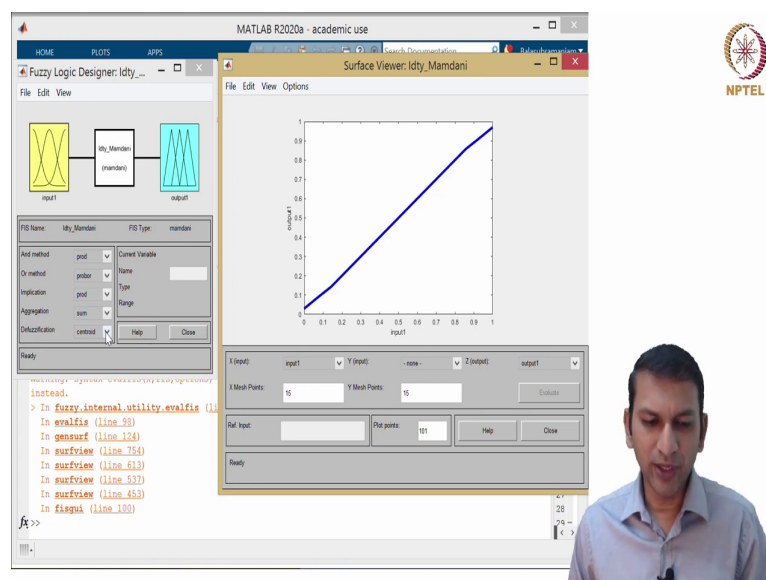 MATLAB R2020a - academic use
HOME PLOTS APPS
Search Documentation
Balasubramaniam
Fuzzy Logic Designer: Idty_...
File Edit View
Idty_Mamdani
(mamdani)
input1
output1
FIS Name: Idty_Mamdani FIS Type: mamdani
And method prod
Or method probor
Implication prod
Aggregation sum
Defuzzification centroid
Current Variable
Name
Type
Range
Help Close
Ready
Surface Viewer: Idty_Mamdani
File Edit View Options
1
0.9
0.8
0.7
0.6
0.5
0.4
0.3
0.2
0.1
output1
0 0.1 0.2 0.3 0.4 0.5 0.6 0.7 0.8 0.9 1
input1
X (input): input1 Y (input): - none - Z (output): output1
X Mesh Points: 15 Y Mesh Points: 15 Evaluate
Ref. Input: Plot points: 101 Help Close
Ready
instead.
> In fuzzy.internal.utility.evalfis (li
In evalfis (line 98)
In gensurf (line 124)
In surfview (line 754)
In surfview (line 613)
In surfview (line 537)
In surfview (line 453)
In fisgui (line 100)
fx >>
27
28
29
NPTEL